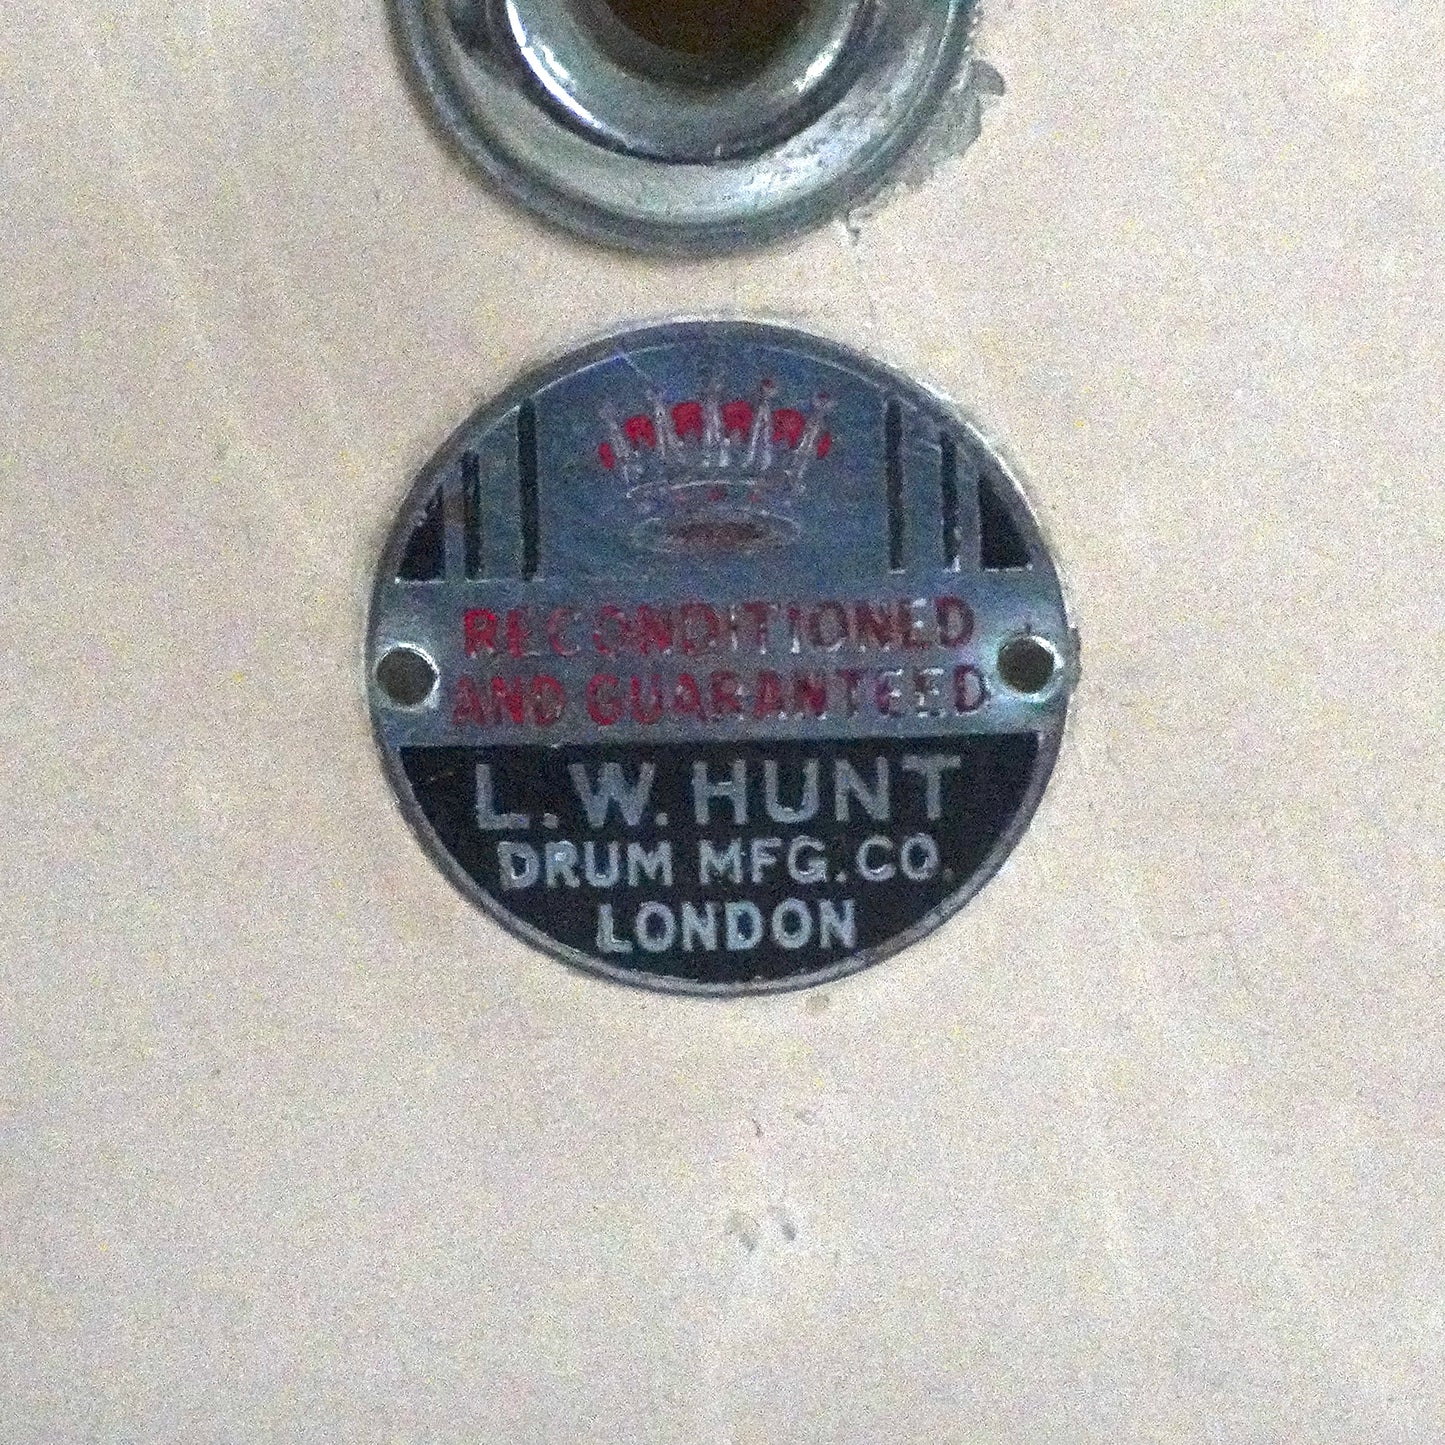 RECONDITIONED
AND GUARANTEED
L.W.HUNT
DRUM MFG.CO.
LONDON